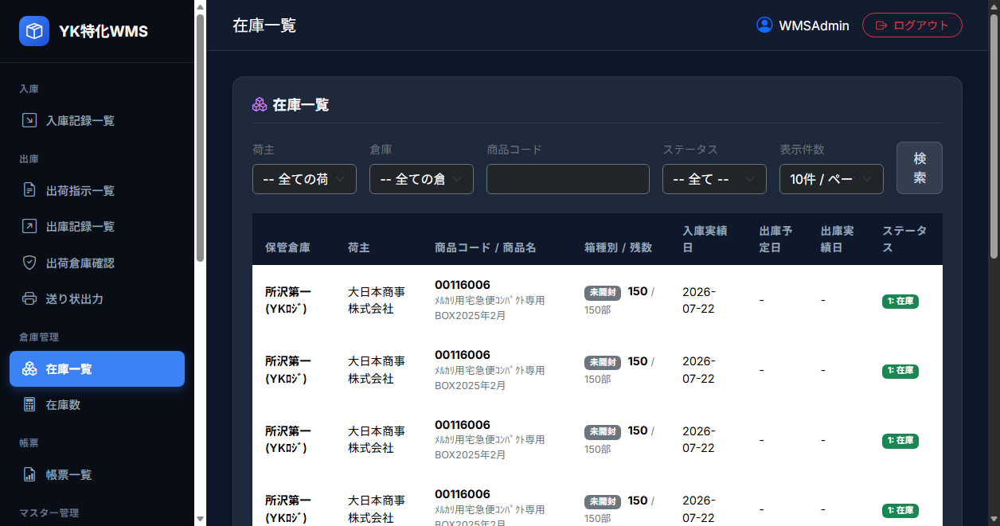 YK特化WMS
入庫
入庫記録一覧
出庫
出荷指示一覧
出庫記録一覧
出荷倉庫確認
送り状出力
倉庫管理
在庫一覧
在庫数
帳票
帳票一覧
マスター管理
在庫一覧
WMSAdmin
ログアウト
在庫一覧
荷主 倉庫 商品コード ステータス 表示件数
-- 全ての荷 -- 全ての倉 -- 全て -- 10件 / ペー
検
索
保管倉庫 荷主 商品コード / 商品名 箱種別 / 残数 入庫実績
日 出庫予
定日 出庫実
績日 ステータ
ス
所沢第一
(YKﾛｼﾞ)
大日本商事
株式会社
00116006
ﾒﾙｶﾘ用宅急便ｺﾝﾊﾟｸﾄ専用
BOX2025年2月
未開封 150 /
150部
2026-
07-22
-
-
1: 在庫
所沢第一
(YKﾛｼﾞ)
大日本商事
株式会社
00116006
ﾒﾙｶﾘ用宅急便ｺﾝﾊﾟｸﾄ専用
BOX2025年2月
未開封 150 /
150部
2026-
07-22
-
-
1: 在庫
所沢第一
(YKﾛｼﾞ)
大日本商事
株式会社
00116006
ﾒﾙｶﾘ用宅急便ｺﾝﾊﾟｸﾄ専用
BOX2025年2月
未開封 150 /
150部
2026-
07-22
-
-
1: 在庫
所沢第一
(YKﾛｼﾞ)
大日本商事
株式会社
00116006
ﾒﾙｶﾘ用宅急便ｺﾝﾊﾟｸﾄ専用
BOX2025年2月
未開封 150 /
150部
2026-
07-22
-
-
1: 在庫